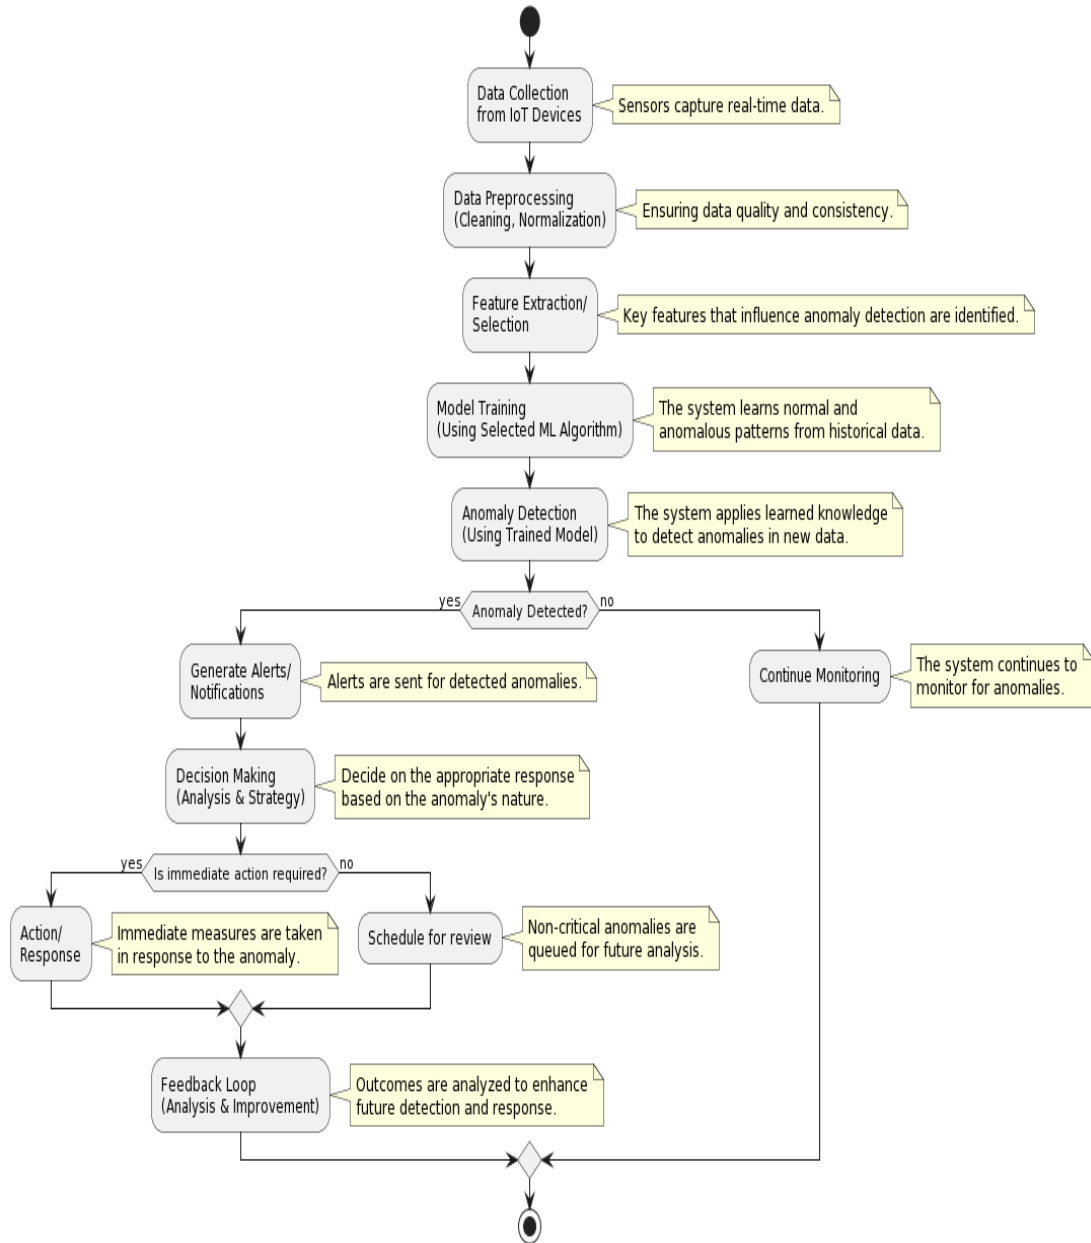 Data Collection
from IoT Devices
Sensors capture real-time data.
Data Preprocessing
(Cleaning, Normalization)
Ensuring data quality and consistency.
Feature Extraction/
Selection
Key features that influence anomaly detection are identified.
Model Training
(Using Selected ML Algorithm)
The system learns normal and
anomalous patterns from historical data.
Anomaly Detection
(Using Trained Model)
The system applies learned knowledge
to detect anomalies in new data.
yes
Anomaly Detected?
no
Generate Alerts/
Notifications
Alerts are sent for detected anomalies.
Continue Monitoring
The system continues to
monitor for anomalies.
Decision Making
(Analysis & Strategy)
Decide on the appropriate response
based on the anomaly's nature.
yes
Is immediate action required?
no
Action/
Response
Immediate measures are taken
in response to the anomaly.
Schedule for review
Non-critical anomalies are
queued for future analysis.
Feedback Loop
(Analysis & Improvement)
Outcomes are analyzed to enhance
future detection and response.